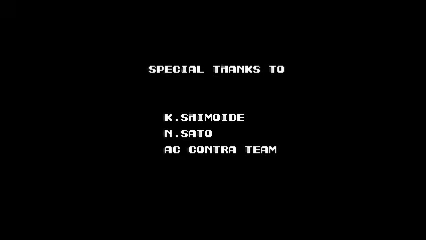 SPECIAL THANKS TO
K.SHIMOIDE
N.SATO
AC CONTRA TEAM